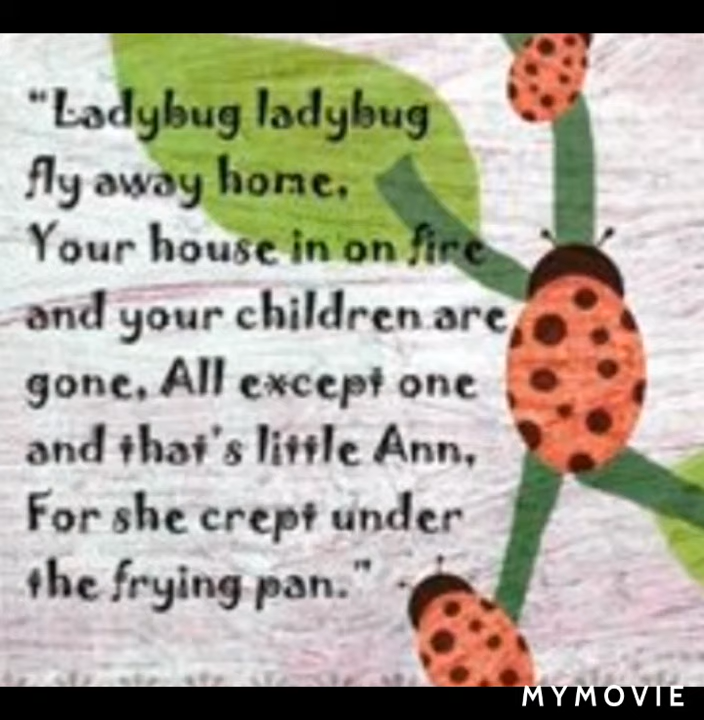 “Ladybug ladybug
fly away home.
Your house in on fire
and your children are
gone. All except one
and that's little Ann.
For she crept under
the frying pan.”
MYMOVIE